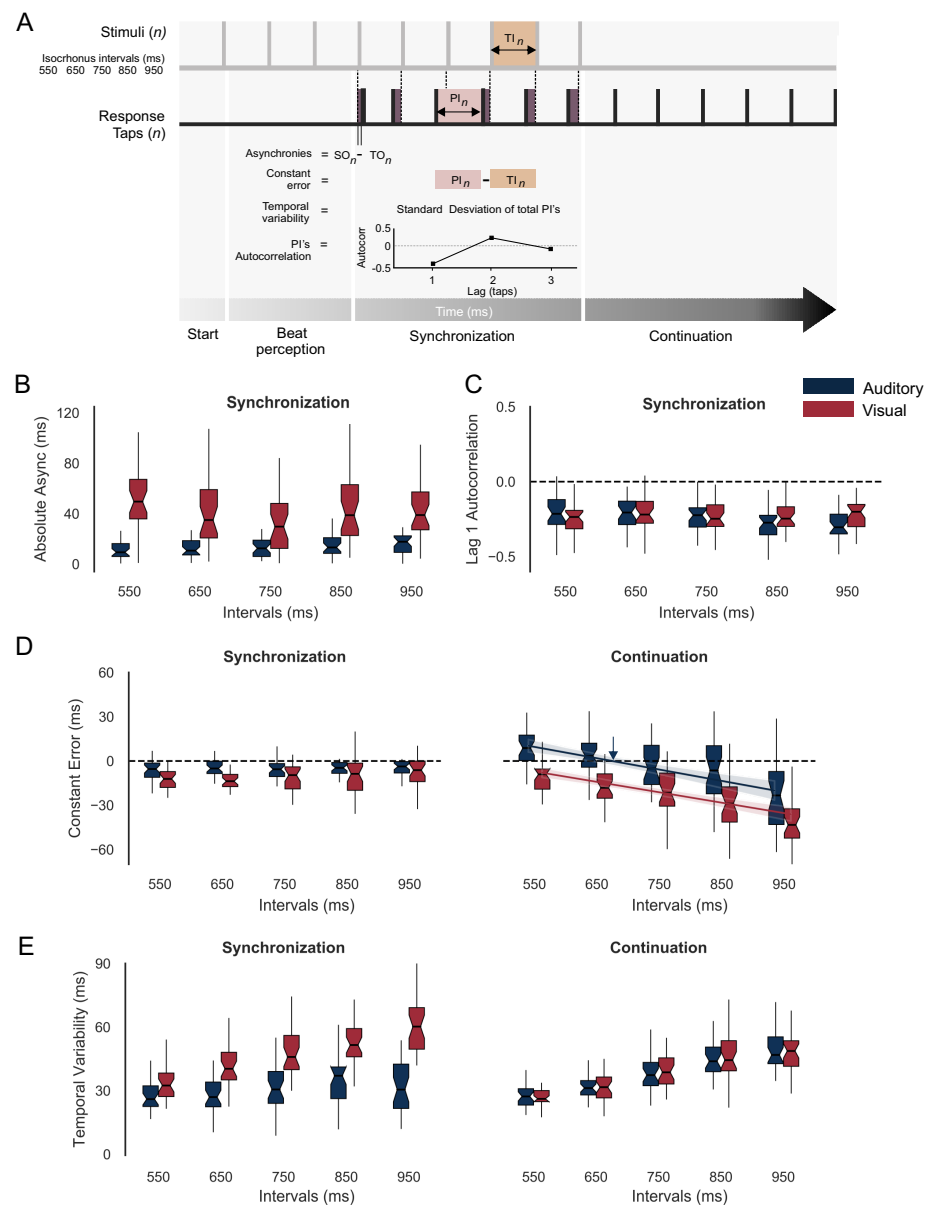 A
Stimuli (n)
TI n
Isocrhonus intervals (ms)
550 650 750 850 950
Response
Taps (n)
PI n
Asynchronies = SO n - TO n
Constant
error =
PI n - TI n
Temporal
variability =
Standard Desviation of total PI's
PI's
Autocorrelation =
Autocorr
0.5
0
-0.5
1 2 3
Lag (taps)
Time (ms)
Start
Beat
perception
Synchronization
Continuation
B
Synchronization
Absolute Async (ms)
120
80
40
0
550 650 750 850 950
Intervals (ms)
C
Auditory
Visual
Synchronization
Lag 1 Autocorrelation
0.5
0.0
−0.5
550 650 750 850 950
Intervals (ms)
D
Synchronization
Constant Error (ms)
60
30
0
−30
−60
550 650 750 850 950
Intervals (ms)
Continuation
550 650 750 850 950
Intervals (ms)
E
Synchronization
Temporal Variability (ms)
90
60
30
0
550 650 750 850 950
Intervals (ms)
Continuation
550 650 750 850 950
Intervals (ms)